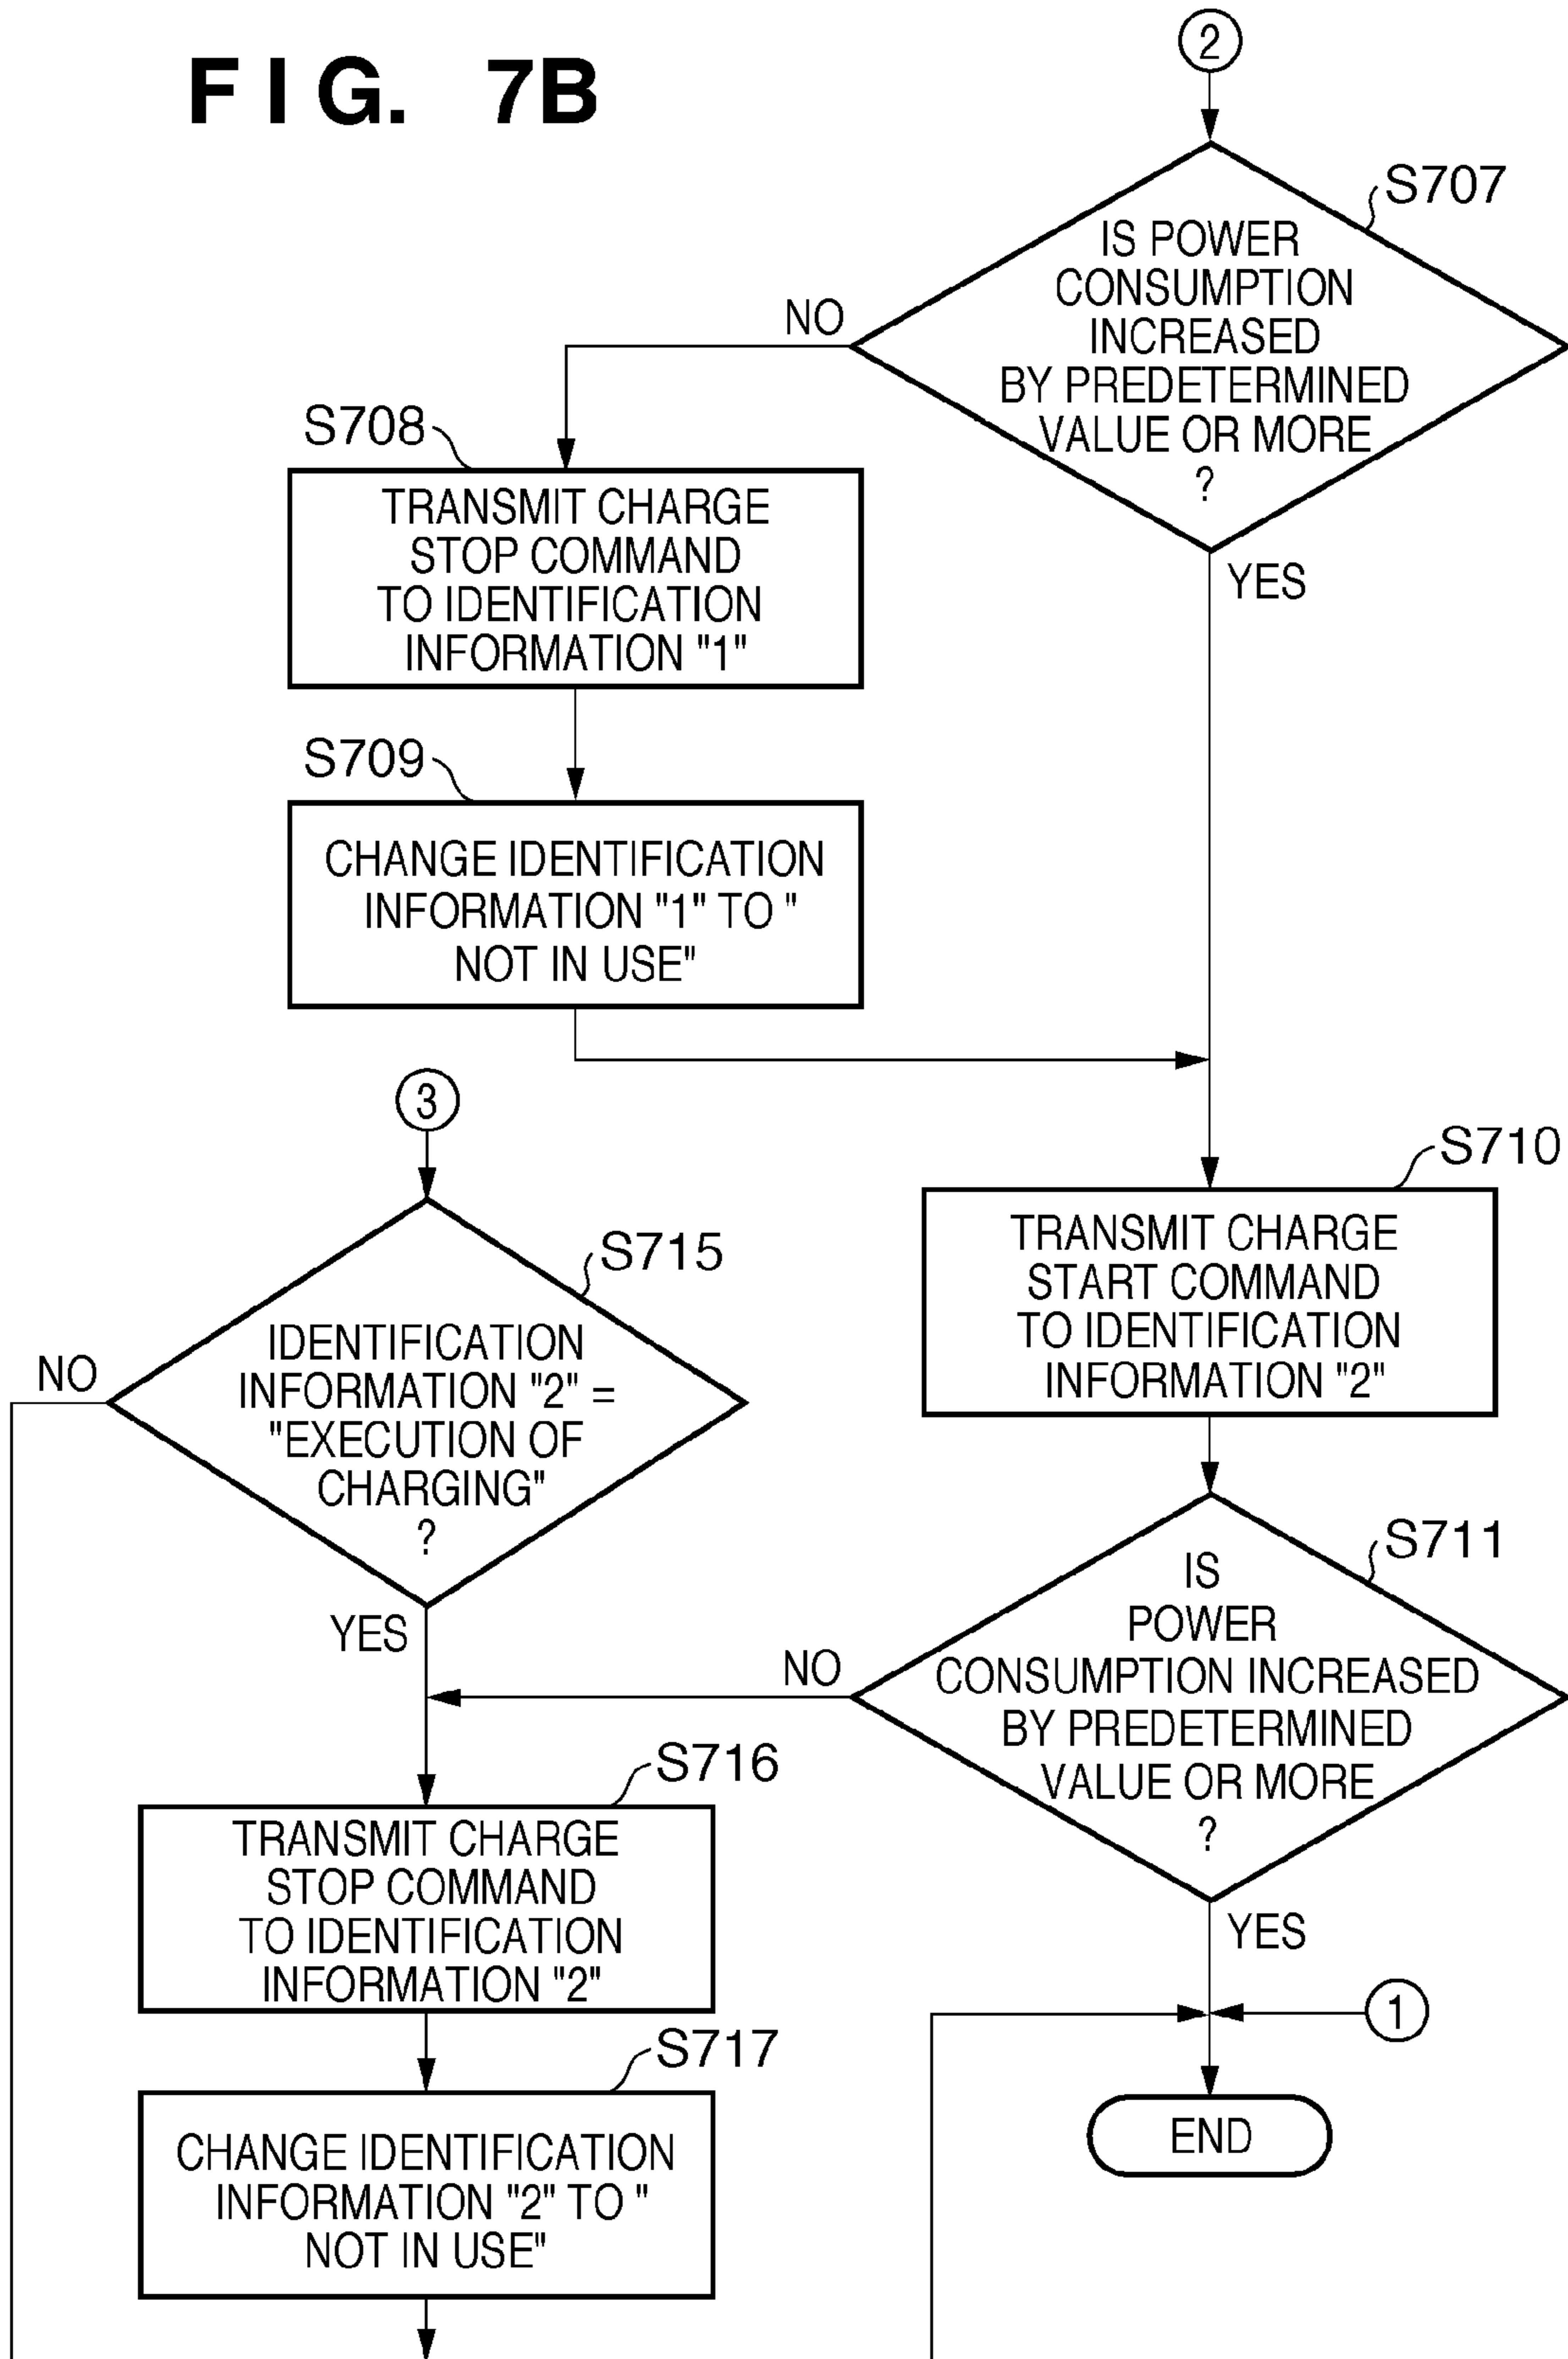 FIG. 7B
2
S707
IS POWER
CONSUMPTION
INCREASED
BY PREDETERMINED
VALUE OR MORE
?
NO
YES
S708
TRANSMIT CHARGE
STOP COMMAND
TO IDENTIFICATION
INFORMATION "1"
S709
CHANGE IDENTIFICATION
INFORMATION "1" TO "
NOT IN USE"
3
S710
TRANSMIT CHARGE
START COMMAND
TO IDENTIFICATION
INFORMATION "2"
S715
IDENTIFICATION
INFORMATION "2" =
"EXECUTION OF
CHARGING"
?
NO
YES
S711
IS
POWER
CONSUMPTION INCREASED
BY PREDETERMINED
VALUE OR MORE
?
NO
YES
S716
TRANSMIT CHARGE
STOP COMMAND
TO IDENTIFICATION
INFORMATION "2"
1
S717
CHANGE IDENTIFICATION
INFORMATION "2" TO "
NOT IN USE"
END